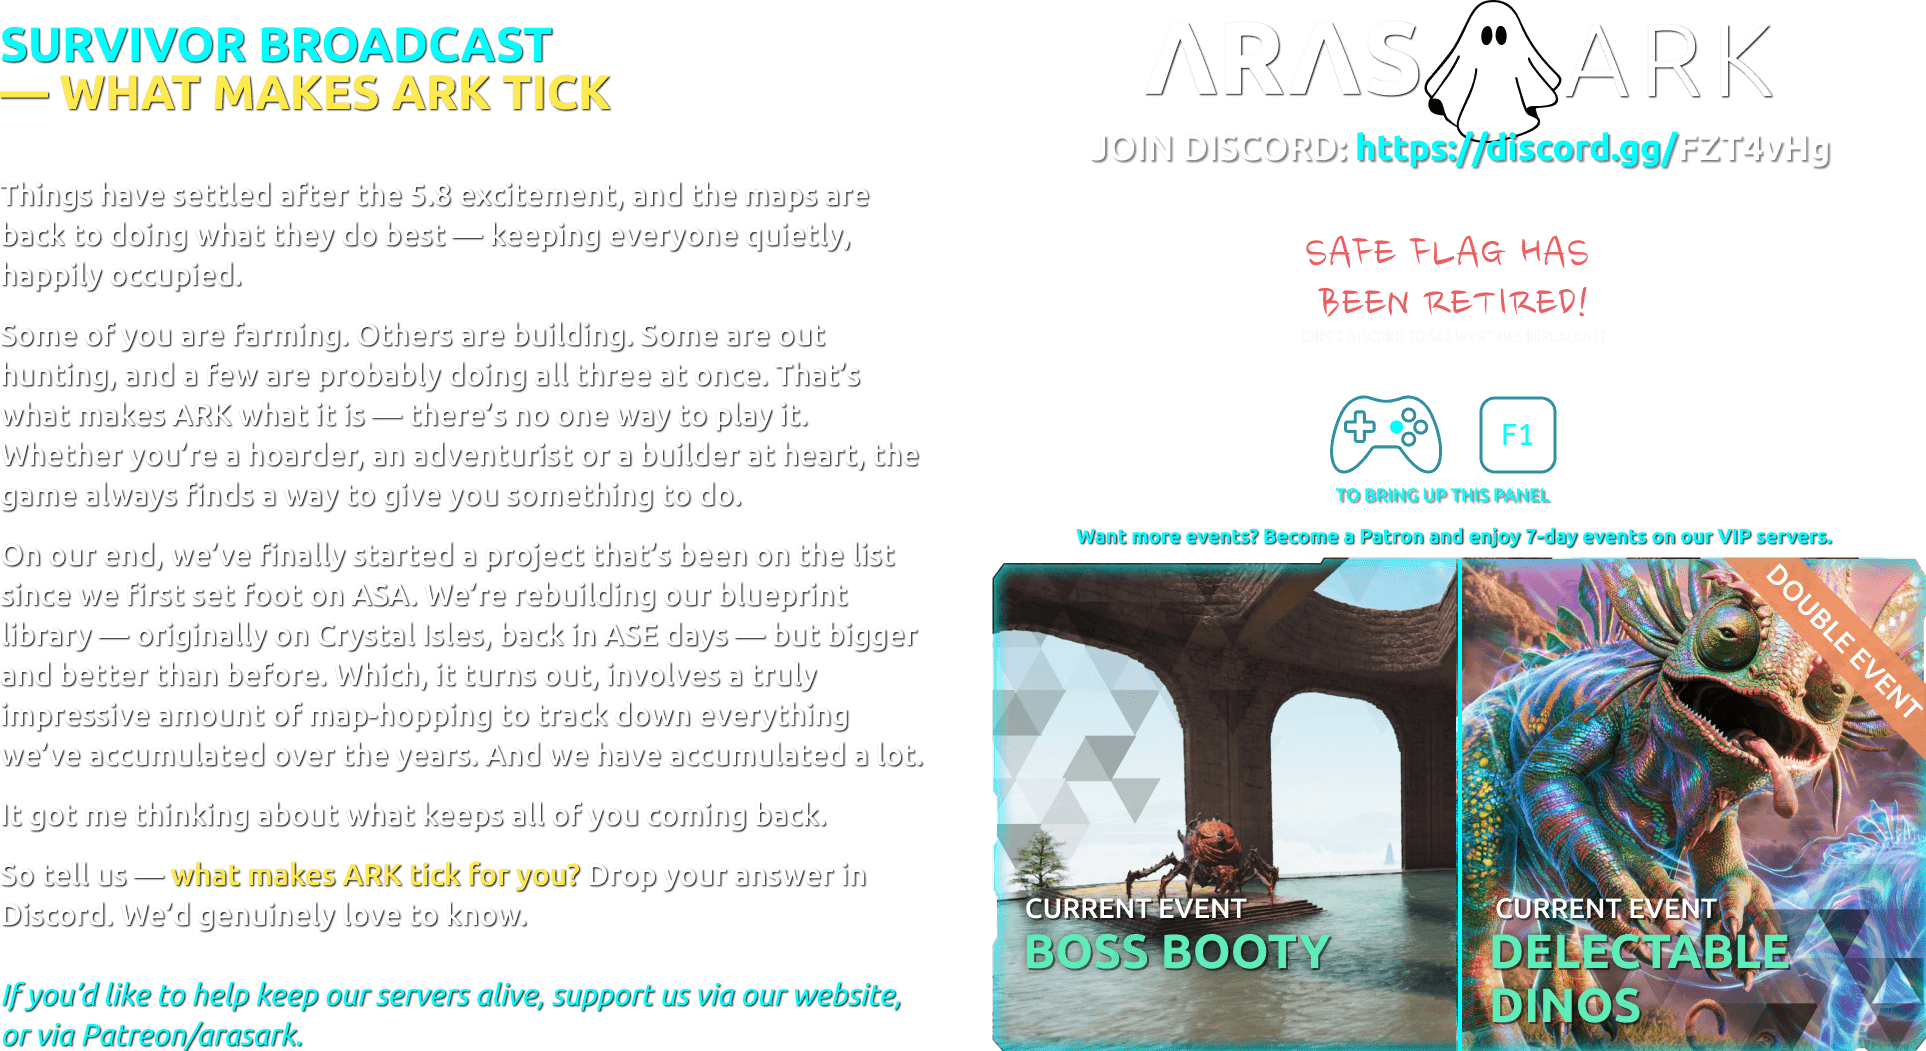 SURVIVOR BROADCAST
— WHAT MAKES ARK TICK
Things have settled after the 5.8 excitement, and the maps are
back to doing what they do best — keeping everyone quietly,
happily occupied.
Some of you are farming. Others are building. Some are out
hunting, and a few are probably doing all three at once. That’s
what makes ARK what it is — there’s no one way to play it.
Whether you’re a hoarder, an adventurist or a builder at heart, the
game always finds a way to give you something to do.
On our end, we’ve finally started a project that’s been on the list
since we first set foot on ASA. We’re rebuilding our blueprint
library — originally on Crystal Isles, back in ASE days — but bigger
and better than before. Which, it turns out, involves a truly
impressive amount of map-hopping to track down everything
we’ve accumulated over the years. And we have accumulated a lot.
It got me thinking about what keeps all of you coming back.
So tell us — what makes ARK tick for you? Drop your answer in
Discord. We’d genuinely love to know.
If you’d like to help keep our servers alive, support us via our website,
or via Patreon/arasark.
ARAS ARK
JOIN DISCORD: https://discord.gg/FZT4vHg
SAFE FLAG HAS
BEEN RETIRED!
CHECK DISCORD TO SEE WHAT HAS REPLACED IT
F1
TO BRING UP THIS PANEL
Want more events? Become a Patron and enjoy 7-day events on our VIP servers.
CURRENT EVENT
BOSS BOOTY
DOUBLE EVENT
CURRENT EVENT
DELECTABLE
DINOS